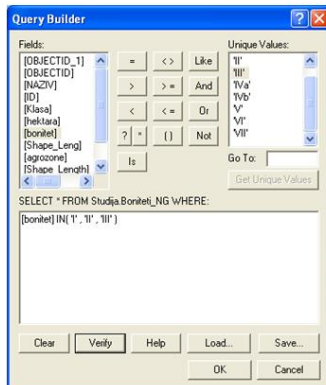 Query Builder
Fields:
[OBJECTID_1]
[OBJECTID]
[NAZIV]
[ID]
[Klasa]
[hektara]
[bonitet]
[Shape_Leng]
[agrozone]
[Shape_Length]
= < > Like
> > = And
< < = Or
? * ( ) Not
Is
Unique Values:
'II'
'III'
'IVa'
'IVb'
'V'
'VI'
'VII'
Go To:
Get Unique Values
SELECT * FROM Studija.Boniteti_NG WHERE:
[bonitet] IN( 'I' , 'II' , 'III' )
Clear Verify Help Load... Save...
OK Cancel